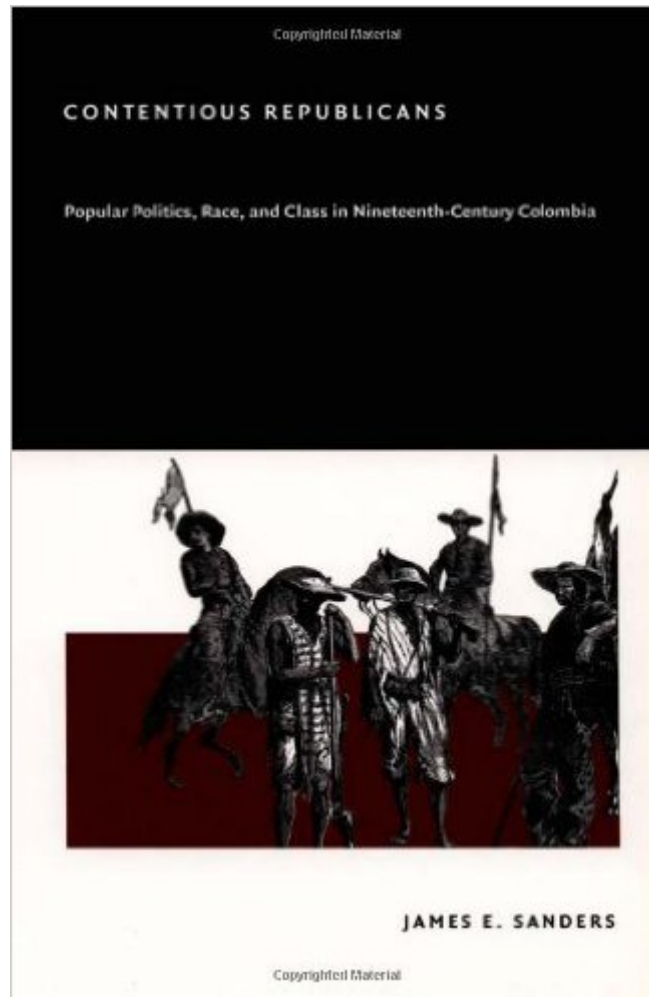 Copyrighted Material
CONTENTIOUS REPUBLICANS
Popular Politics, Race, and Class in Nineteenth-Century Colombia
JAMES E. SANDERS
Copyrighted Material